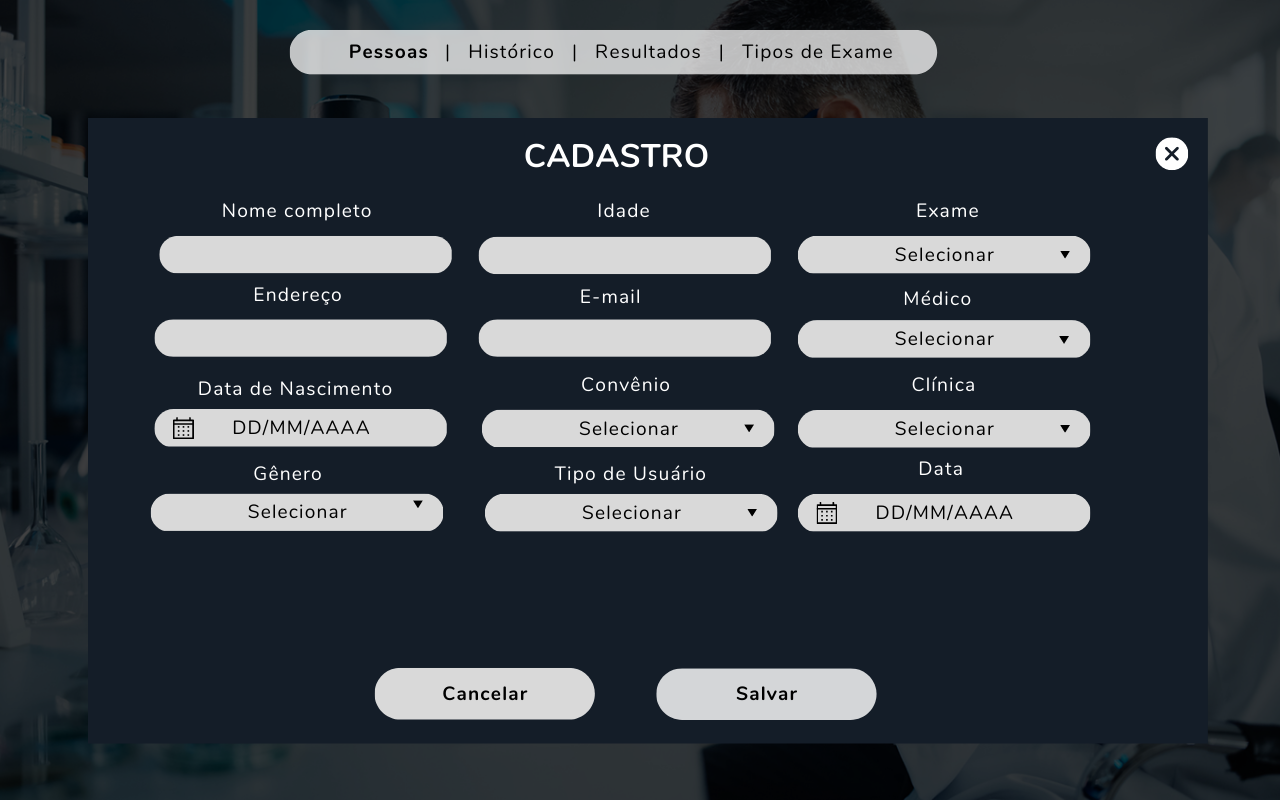 Pessoas | Histórico | Resultados | Tipos de Exame
CADASTRO
Nome completo
Idade
Exame
Selecionar
Endereço
E-mail
Médico
Selecionar
Data de Nascimento
Convênio
Clínica
DD/MM/AAAA
Selecionar
Selecionar
Gênero
Tipo de Usuário
Data
Selecionar
Selecionar
DD/MM/AAAA
Cancelar
Salvar